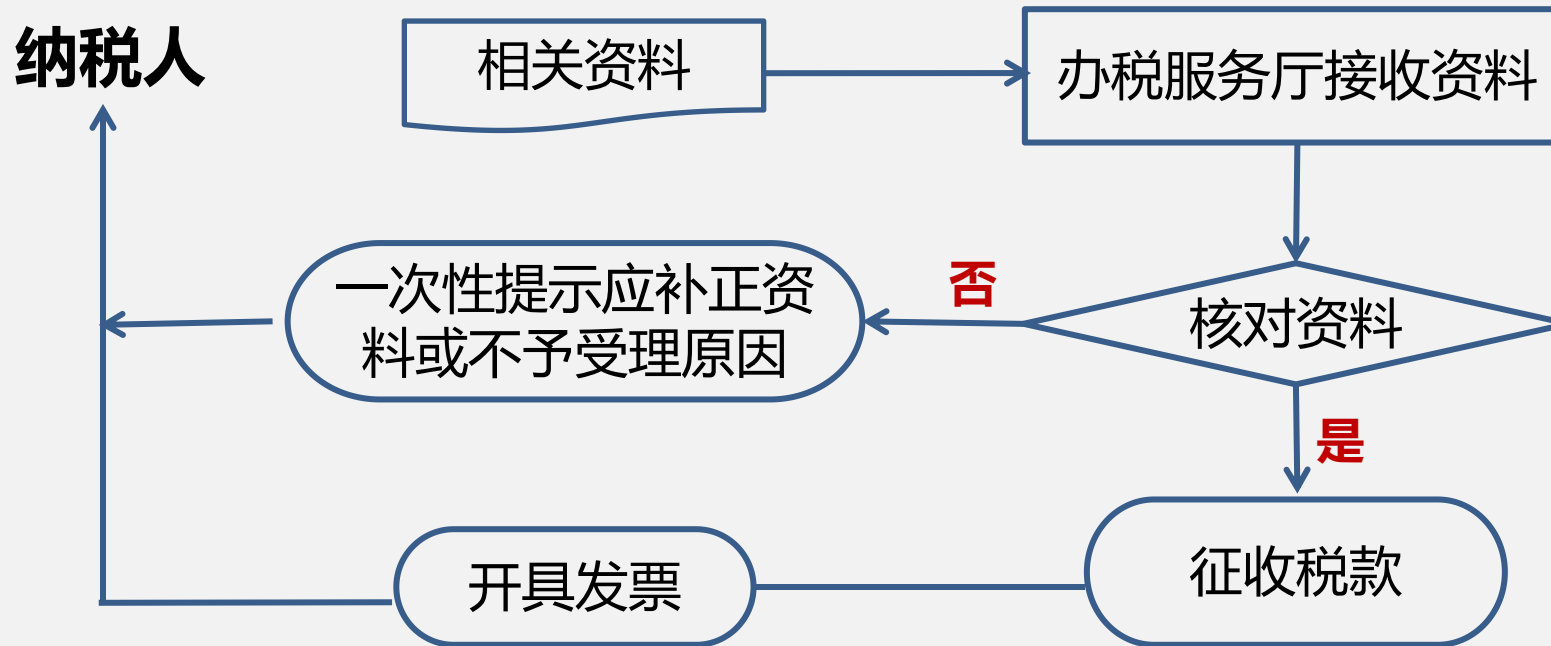 纳税人
相关资料
办税服务厅接收资料
一次性提示应补正资
料或不予受理原因
否
核对资料
是
开具发票
征收税款